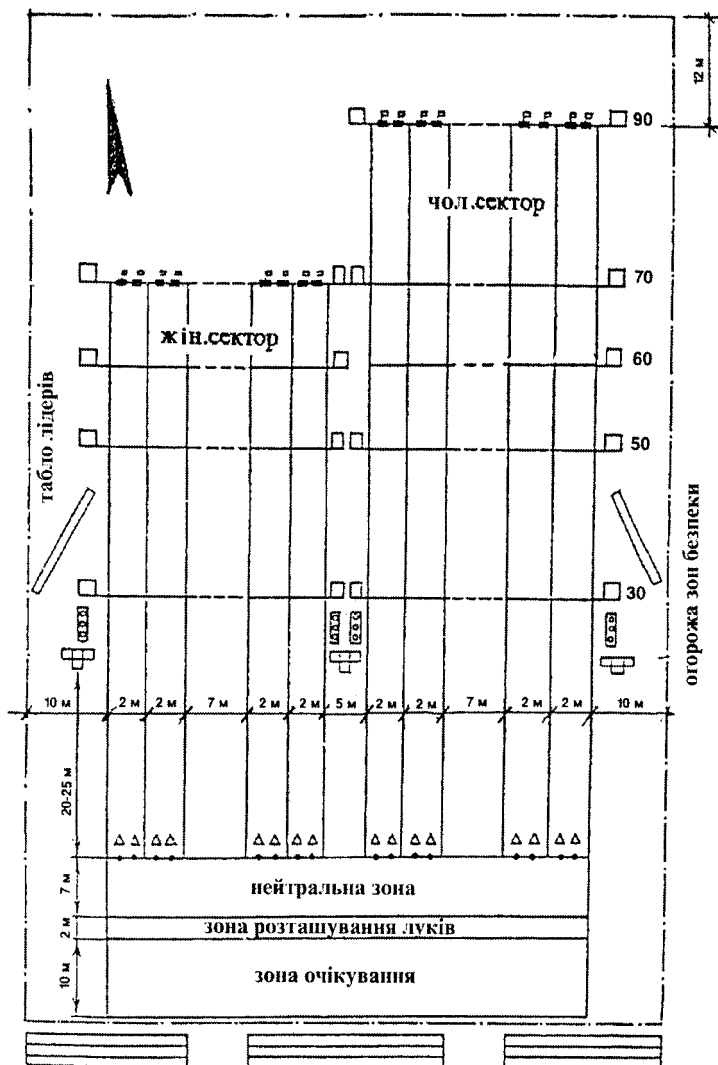 12 м
90
чол.сектор
70
жін.сектор
60
табло лідерів
50
огорожа зон безпеки
30
10 м 2 м 2 м 7 м 2 м 2 м 5 м 2 м 2 м 7 м 2 м 2 м 10 м
20-25 м
7 м
нейтральна зона
2 м
зона розташування луків
10 м
зона очікування